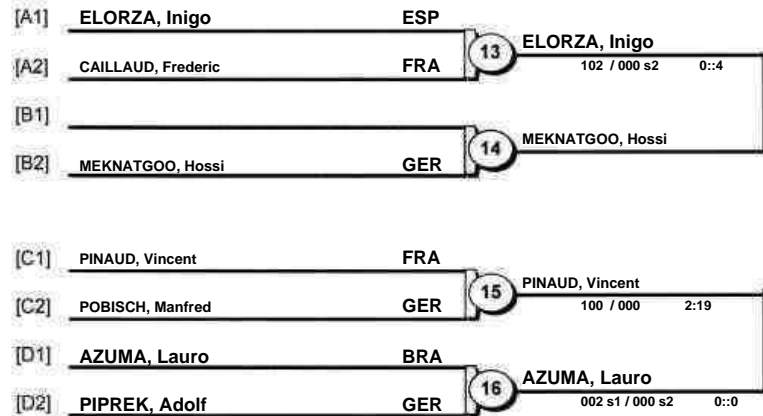 [A1] ELORZA, Inigo ESP
13 ELORZA, Inigo
[A2] CAILLAUD, Frederic FRA
102 / 000 s2 0::4
[B1]
14 MEKNATGOO, Hossi
[B2] MEKNATGOO, Hossi GER
[C1] PINAUD, Vincent FRA
15 PINAUD, Vincent
[C2] POBISCH, Manfred GER
100 / 000 2:19
[D1] AZUMA, Lauro BRA
16 AZUMA, Lauro
[D2] PIPREK, Adolf GER
002 s1 / 000 s2 0::0